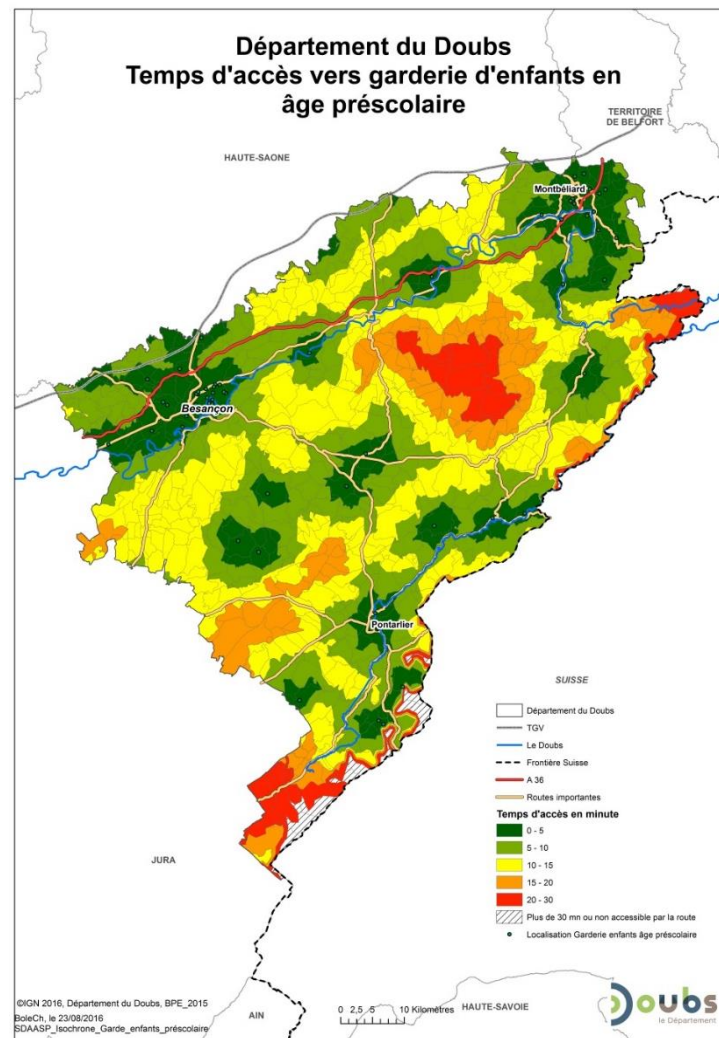 Département du Doubs
Temps d'accès vers garderie d'enfants en
âge préscolaire
TERRITOIRE
DE BELFORT
HAUTE-SAONE
Montbéliard
Besançon
Pontarlier
SUISSE
Département du Doubs
TGV
Le Doubs
Frontière Suisse
A 36
Routes importantes
Temps d'accès en minute
0 - 5
5 - 10
10 - 15
15 - 20
20 - 30
Plus de 30 mn ou non accessible par la route
Localisation Garderie enfants âge préscolaire
JURA
©IGN 2016, Département du Doubs, BPE_2015
BoleCh, le 23/08/2016
SDAASP_Isochrone_Garde_enfants_préscolaire
AIN
0 2,5 5 10 Kilomètres
HAUTE-SAVOIE
Doubs
le Département